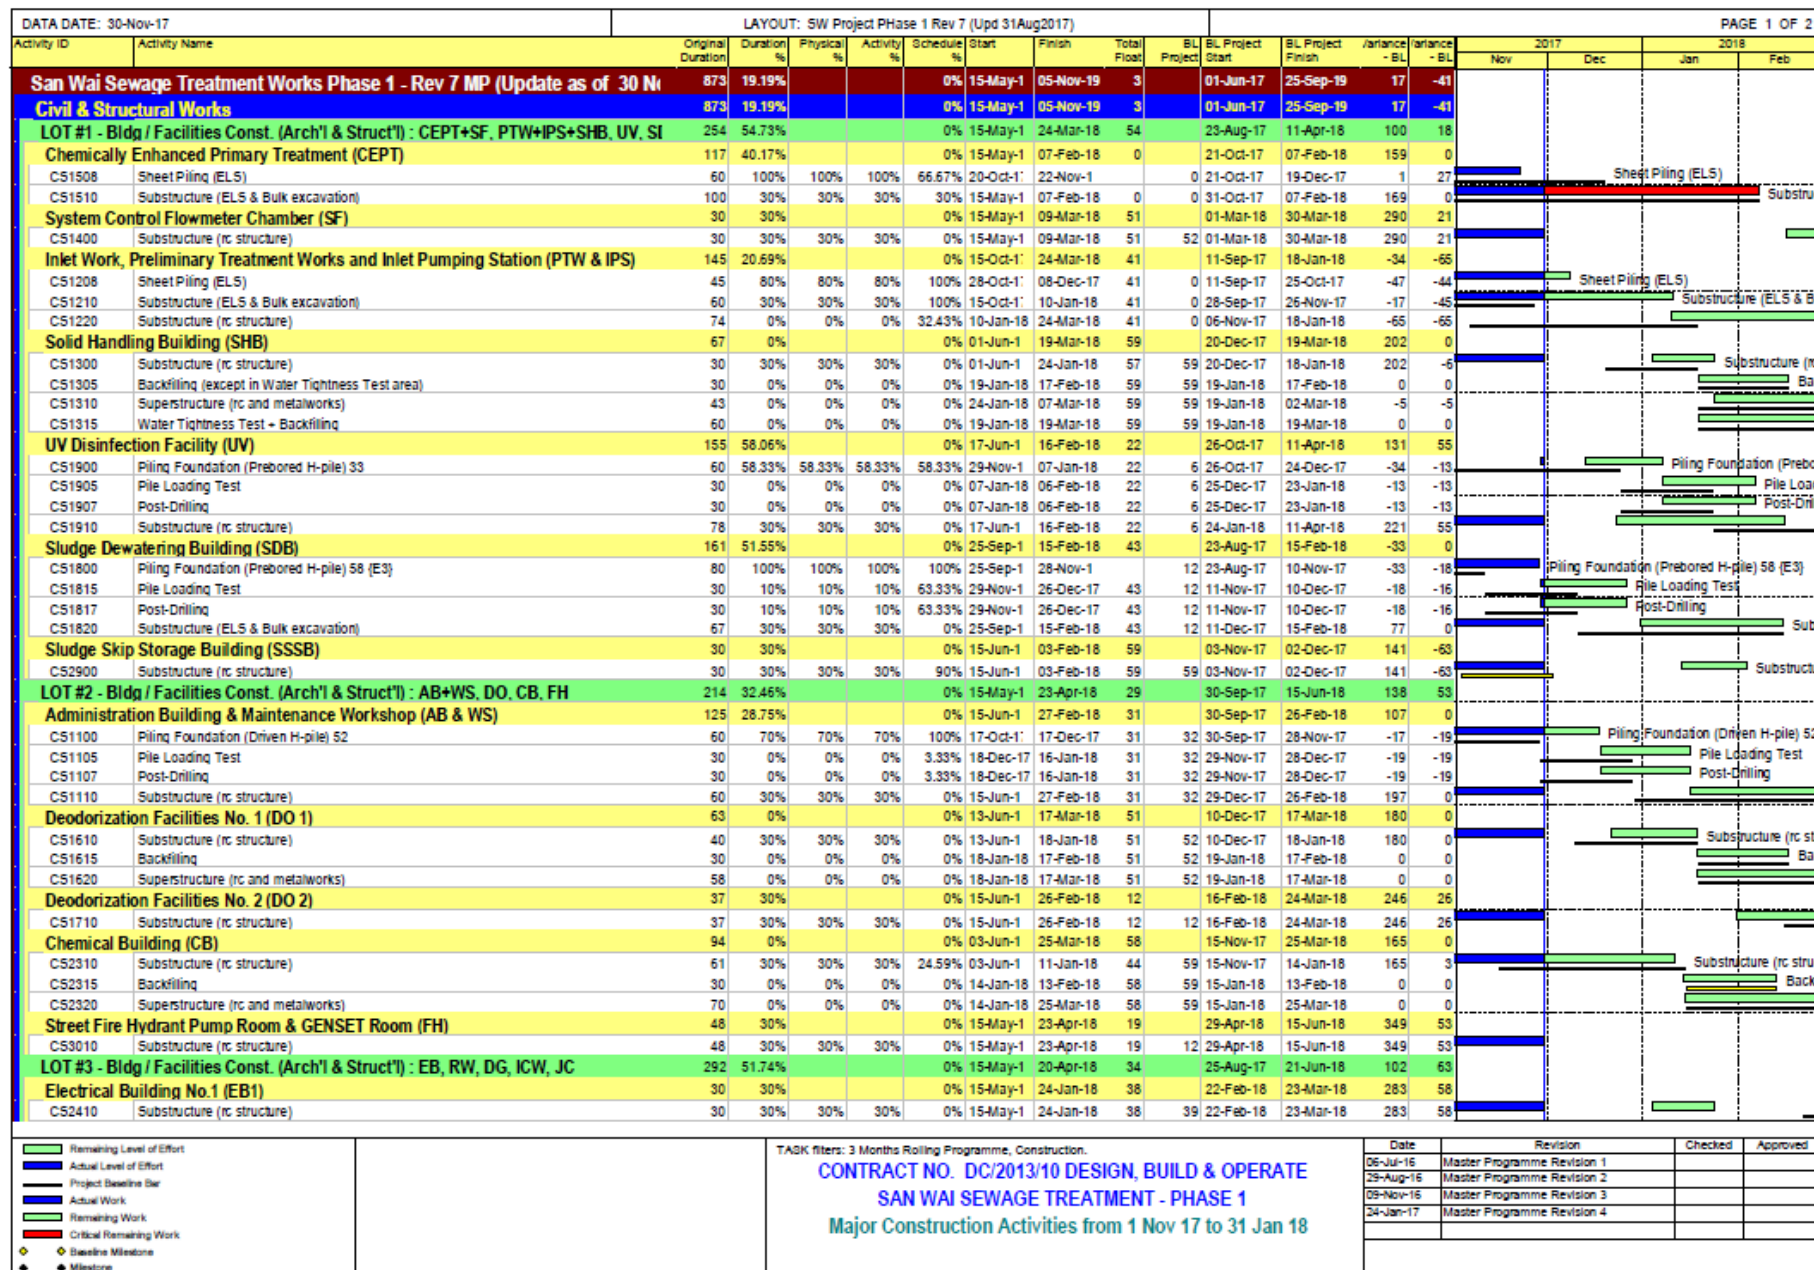 DATA DATE: 30-Nov-17 LAYOUT: SW Project PHase 1 Rev 7 (Upd 31Aug2017) PAGE 1 OF 2
Activity ID Activity Name Original Duration Duration % Physical % Activity % Schedule % Start Finish Total Float BL Project BL Project Start BL Project Finish /ariance - BL /ariance - BL 2017 2018
Nov Dec Jan Feb
San Wai Sewage Treatment Works Phase 1 - Rev 7 MP (Update as of 30 No 873 19.19% 0% 15-May-1 05-Nov-19 3 01-Jun-17 25-Sep-19 17 -41
Civil & Structural Works 873 19.19% 0% 15-May-1 05-Nov-19 3 01-Jun-17 25-Sep-19 17 -41
LOT #1 - Bldg / Facilities Const. (Arch'l & Struct'l) : CEPT+SF, PTW+IPS+SHB, UV, SI 254 54.73% 0% 15-May-1 24-Mar-18 54 23-Aug-17 11-Apr-18 100 18
Chemically Enhanced Primary Treatment (CEPT) 117 40.17% 0% 15-May-1 07-Feb-18 0 21-Oct-17 07-Feb-18 159 0
CS1508 Sheet Piling (ELS) 60 100% 100% 100% 66.67% 20-Oct-1 22-Nov-1 0 21-Oct-17 19-Dec-17 1 27 Sheet Piling (ELS)
CS1510 Substructure (ELS & Bulk excavation) 100 30% 30% 30% 30% 15-May-1 07-Feb-18 0 0 31-Oct-17 07-Feb-18 169 0 Substru
System Control Flowmeter Chamber (SF) 30 30% 0% 15-May-1 09-Mar-18 51 01-Mar-18 30-Mar-18 290 21
CS1400 Substructure (rc structure) 30 30% 30% 30% 0% 15-May-1 09-Mar-18 51 52 01-Mar-18 30-Mar-18 290 21
Inlet Work, Preliminary Treatment Works and Inlet Pumping Station (PTW & IPS) 145 20.69% 0% 15-Oct-1 24-Mar-18 41 11-Sep-17 18-Jan-18 -34 -65
CS1208 Sheet Piling (ELS) 45 80% 80% 80% 100% 28-Oct-1 08-Dec-17 41 0 11-Sep-17 25-Oct-17 -47 -44 Sheet Piling (ELS)
CS1210 Substructure (ELS & Bulk excavation) 60 30% 30% 30% 100% 15-Oct-1 10-Jan-18 41 0 28-Sep-17 26-Nov-17 -17 -45 Substructure (ELS & B
CS1220 Substructure (rc structure) 74 0% 0% 0% 32.43% 10-Jan-18 24-Mar-18 41 0 06-Nov-17 18-Jan-18 -65 -65
Solid Handling Building (SHB) 67 0% 0% 01-Jun-1 19-Mar-18 59 20-Dec-17 19-Mar-18 202 0
CS1300 Substructure (rc structure) 30 30% 30% 30% 0% 01-Jun-1 24-Jan-18 57 59 20-Dec-17 18-Jan-18 202 -6 Substructure (r
CS1305 Backfilling (except in Water Tightness Test area) 30 0% 0% 0% 0% 19-Jan-18 17-Feb-18 59 59 19-Jan-18 17-Feb-18 0 0 Ba
CS1310 Superstructure (rc and metalworks) 43 0% 0% 0% 0% 24-Jan-18 07-Mar-18 59 59 19-Jan-18 02-Mar-18 -5 -5
CS1315 Water Tightness Test + Backfilling 60 0% 0% 0% 0% 19-Jan-18 19-Mar-18 59 59 19-Jan-18 19-Mar-18 0 0
UV Disinfection Facility (UV) 155 58.06% 0% 17-Jun-1 16-Feb-18 22 26-Oct-17 11-Apr-18 131 55
CS1900 Piling Foundation (Prebored H-pile) 33 60 58.33% 58.33% 58.33% 58.33% 29-Nov-1 07-Jan-18 22 6 26-Oct-17 24-Dec-17 -34 -13 Piling Foundation (Prebo
CS1905 Pile Loading Test 30 0% 0% 0% 0% 07-Jan-18 06-Feb-18 22 6 25-Dec-17 23-Jan-18 -13 -13 Pile Loa
CS1907 Post-Drilling 30 0% 0% 0% 0% 07-Jan-18 06-Feb-18 22 6 25-Dec-17 23-Jan-18 -13 -13 Post-Dril
CS1910 Substructure (rc structure) 78 30% 30% 30% 0% 17-Jun-1 16-Feb-18 22 6 24-Jan-18 11-Apr-18 221 55
Sludge Dewatering Building (SDB) 161 51.55% 0% 25-Sep-1 15-Feb-18 43 23-Aug-17 15-Feb-18 -33 0
CS1800 Piling Foundation (Prebored H-pile) 58 {E3} 80 100% 100% 100% 100% 25-Sep-1 28-Nov-1 12 23-Aug-17 10-Nov-17 -33 -18 Piling Foundation (Prebored H-pile) 58 {E3}
CS1815 Pile Loading Test 30 10% 10% 10% 63.33% 29-Nov-1 26-Dec-17 43 12 11-Nov-17 10-Dec-17 -18 -16 Pile Loading Test
CS1817 Post-Drilling 30 10% 10% 10% 63.33% 29-Nov-1 26-Dec-17 43 12 11-Nov-17 10-Dec-17 -18 -16 Post-Drilling
CS1820 Substructure (ELS & Bulk excavation) 67 30% 30% 30% 0% 25-Sep-1 15-Feb-18 43 12 11-Dec-17 15-Feb-18 77 0 Sub
Sludge Skip Storage Building (SSSB) 30 30% 0% 15-Jun-1 03-Feb-18 59 03-Nov-17 02-Dec-17 141 -63
CS2900 Substructure (rc structure) 30 30% 30% 30% 90% 15-Jun-1 03-Feb-18 59 59 03-Nov-17 02-Dec-17 141 -63 Substructu
LOT #2 - Bldg / Facilities Const. (Arch'l & Struct'l) : AB+WS, DO, CB, FH 214 32.46% 0% 15-May-1 23-Apr-18 29 30-Sep-17 15-Jun-18 138 53
Administration Building & Maintenance Workshop (AB & WS) 125 28.75% 0% 15-Jun-1 27-Feb-18 31 30-Sep-17 26-Feb-18 107 0
CS1100 Piling Foundation (Driven H-pile) 52 60 70% 70% 70% 100% 17-Oct-1 17-Dec-17 31 32 30-Sep-17 28-Nov-17 -17 -19 Piling Foundation (Driven H-pile) 52
CS1105 Pile Loading Test 30 0% 0% 0% 3.33% 18-Dec-17 16-Jan-18 31 32 29-Nov-17 28-Dec-17 -19 -19 Pile Loading Test
CS1107 Post-Drilling 30 0% 0% 0% 3.33% 18-Dec-17 16-Jan-18 31 32 29-Nov-17 28-Dec-17 -19 -19 Post-Drilling
CS1110 Substructure (rc structure) 60 30% 30% 30% 0% 15-Jun-1 27-Feb-18 31 32 29-Dec-17 26-Feb-18 197 0
Deodorization Facilities No. 1 (DO 1) 63 0% 0% 13-Jun-1 17-Mar-18 51 10-Dec-17 17-Mar-18 180 0
CS1610 Substructure (rc structure) 40 30% 30% 30% 0% 13-Jun-1 18-Jan-18 51 52 10-Dec-17 18-Jan-18 180 0 Substructure (rc st
CS1615 Backfilling 30 0% 0% 0% 0% 18-Jan-18 17-Feb-18 51 52 19-Jan-18 17-Feb-18 0 0 Ba
CS1620 Superstructure (rc and metalworks) 58 0% 0% 0% 0% 18-Jan-18 17-Mar-18 51 52 19-Jan-18 17-Mar-18 0 0
Deodorization Facilities No. 2 (DO 2) 37 30% 0% 15-Jun-1 26-Feb-18 12 16-Feb-18 24-Mar-18 246 26
CS1710 Substructure (rc structure) 37 30% 30% 30% 0% 15-Jun-1 26-Feb-18 12 12 16-Feb-18 24-Mar-18 246 26
Chemical Building (CB) 94 0% 0% 03-Jun-1 25-Mar-18 58 15-Nov-17 25-Mar-18 165 0
CS2310 Substructure (rc structure) 61 30% 30% 30% 24.59% 03-Jun-1 11-Jan-18 44 59 15-Nov-17 14-Jan-18 165 3 Substructure (rc stru
CS2315 Backfilling 30 0% 0% 0% 0% 14-Jan-18 13-Feb-18 58 59 15-Jan-18 13-Feb-18 0 0 Back
CS2320 Superstructure (rc and metalworks) 70 0% 0% 0% 0% 14-Jan-18 25-Mar-18 58 59 15-Jan-18 25-Mar-18 0 0
Street Fire Hydrant Pump Room & GENSET Room (FH) 48 30% 0% 15-May-1 23-Apr-18 19 29-Apr-18 15-Jun-18 349 53
CS3010 Substructure (rc structure) 48 30% 30% 30% 0% 15-May-1 23-Apr-18 19 12 29-Apr-18 15-Jun-18 349 53
LOT #3 - Bldg / Facilities Const. (Arch'l & Struct'l) : EB, RW, DG, ICW, JC 292 51.74% 0% 15-May-1 20-Apr-18 34 25-Aug-17 21-Jun-18 102 63
Electrical Building No.1 (EB1) 30 30% 0% 15-May-1 24-Jan-18 38 22-Feb-18 23-Mar-18 283 58
CS2410 Substructure (rc structure) 30 30% 30% 30% 0% 15-May-1 24-Jan-18 38 39 22-Feb-18 23-Mar-18 283 58
Remaining Level of Effort
Actual Level of Effort
Project Baseline Bar
Actual Work
Remaining Work
Critical Remaining Work
Baseline Milestone
Milestone
TASK filters: 3 Months Rolling Programme, Construction.
CONTRACT NO. DC/2013/10 DESIGN, BUILD & OPERATE
SAN WAI SEWAGE TREATMENT - PHASE 1
Major Construction Activities from 1 Nov 17 to 31 Jan 18
Date Revision Checked Approved
06-Jul-16 Master Programme Revision 1
29-Aug-16 Master Programme Revision 2
09-Nov-16 Master Programme Revision 3
24-Jan-17 Master Programme Revision 4